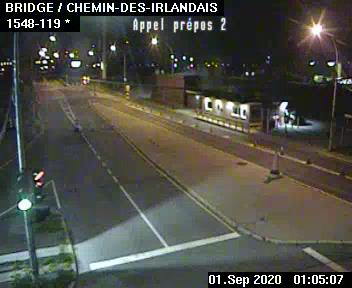 BRIDGE / CHEMIN-DES-IRLANDAIS
1548-119 *
Appel prépos 2
01.Sep 2020 01:05:07